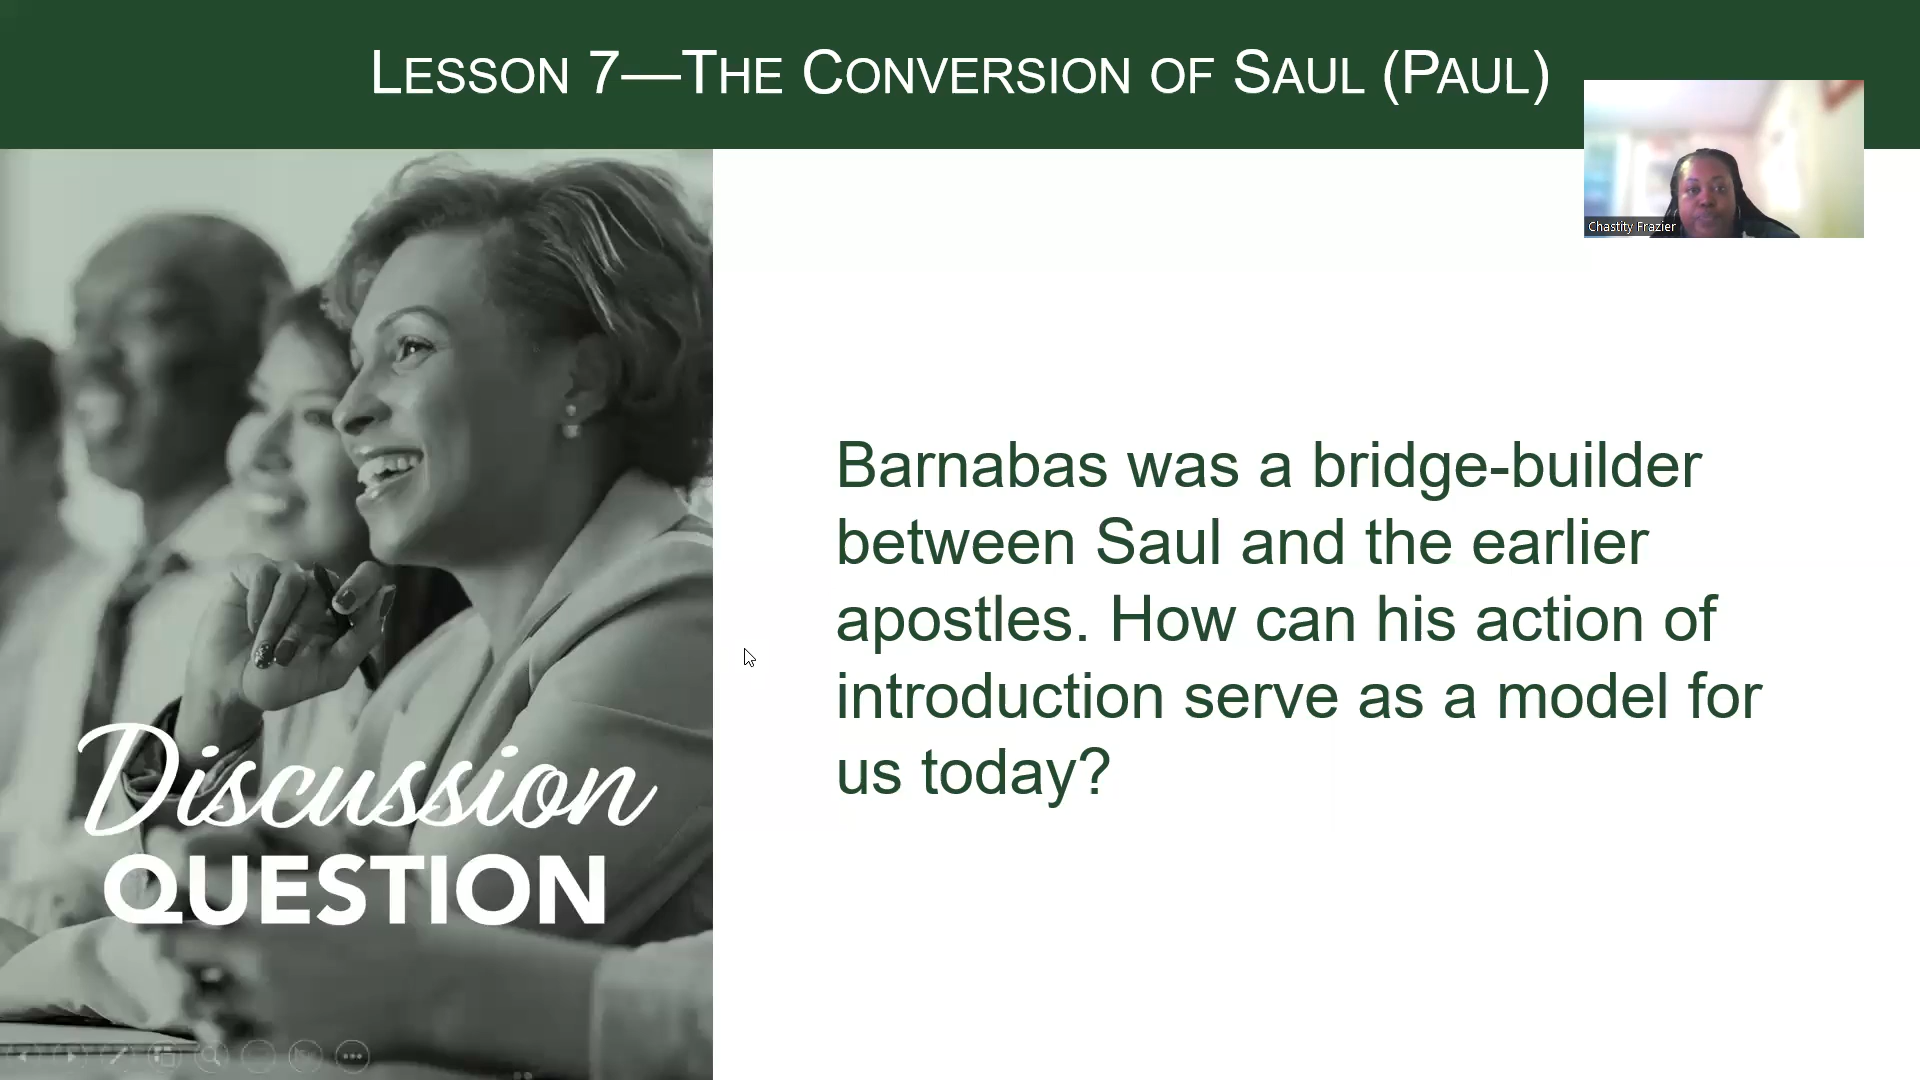 LESSON 7—THE CONVERSION OF SAUL (PAUL)
Chastity Frazier
Barnabas was a bridge-builder
between Saul and the earlier
apostles. How can his action of
introduction serve as a model for
us today?
Discussion
QUESTION